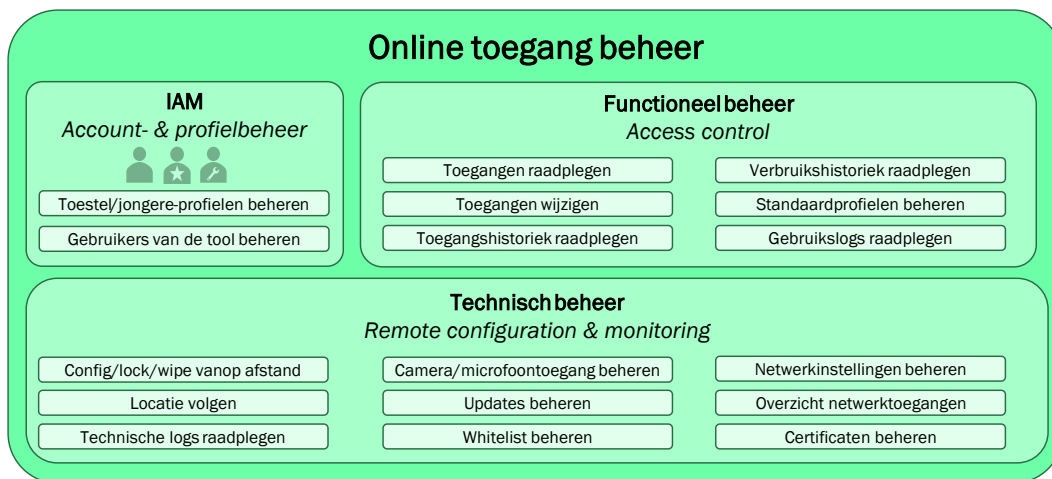 Online toegang beheer
IAM
Account- & profielbeheer
Toestel/jongere-profielen beheren
Gebruikers van de tool beheren
Functioneel beheer
Access control
Toegangen raadplegen
Verbruikshistoriek raadplegen
Toegangen wijzigen
Standaardprofielen beheren
Toegangshistoriek raadplegen
Gebruikslogs raadplegen
Technisch beheer
Remote configuration & monitoring
Config/lock/wipe vanop afstand
Camera/microfoontoegang beheren
Netwerkinstellingen beheren
Locatie volgen
Updates beheren
Overzicht netwerktoegangen
Technische logs raadplegen
Whitelist beheren
Certificaten beheren